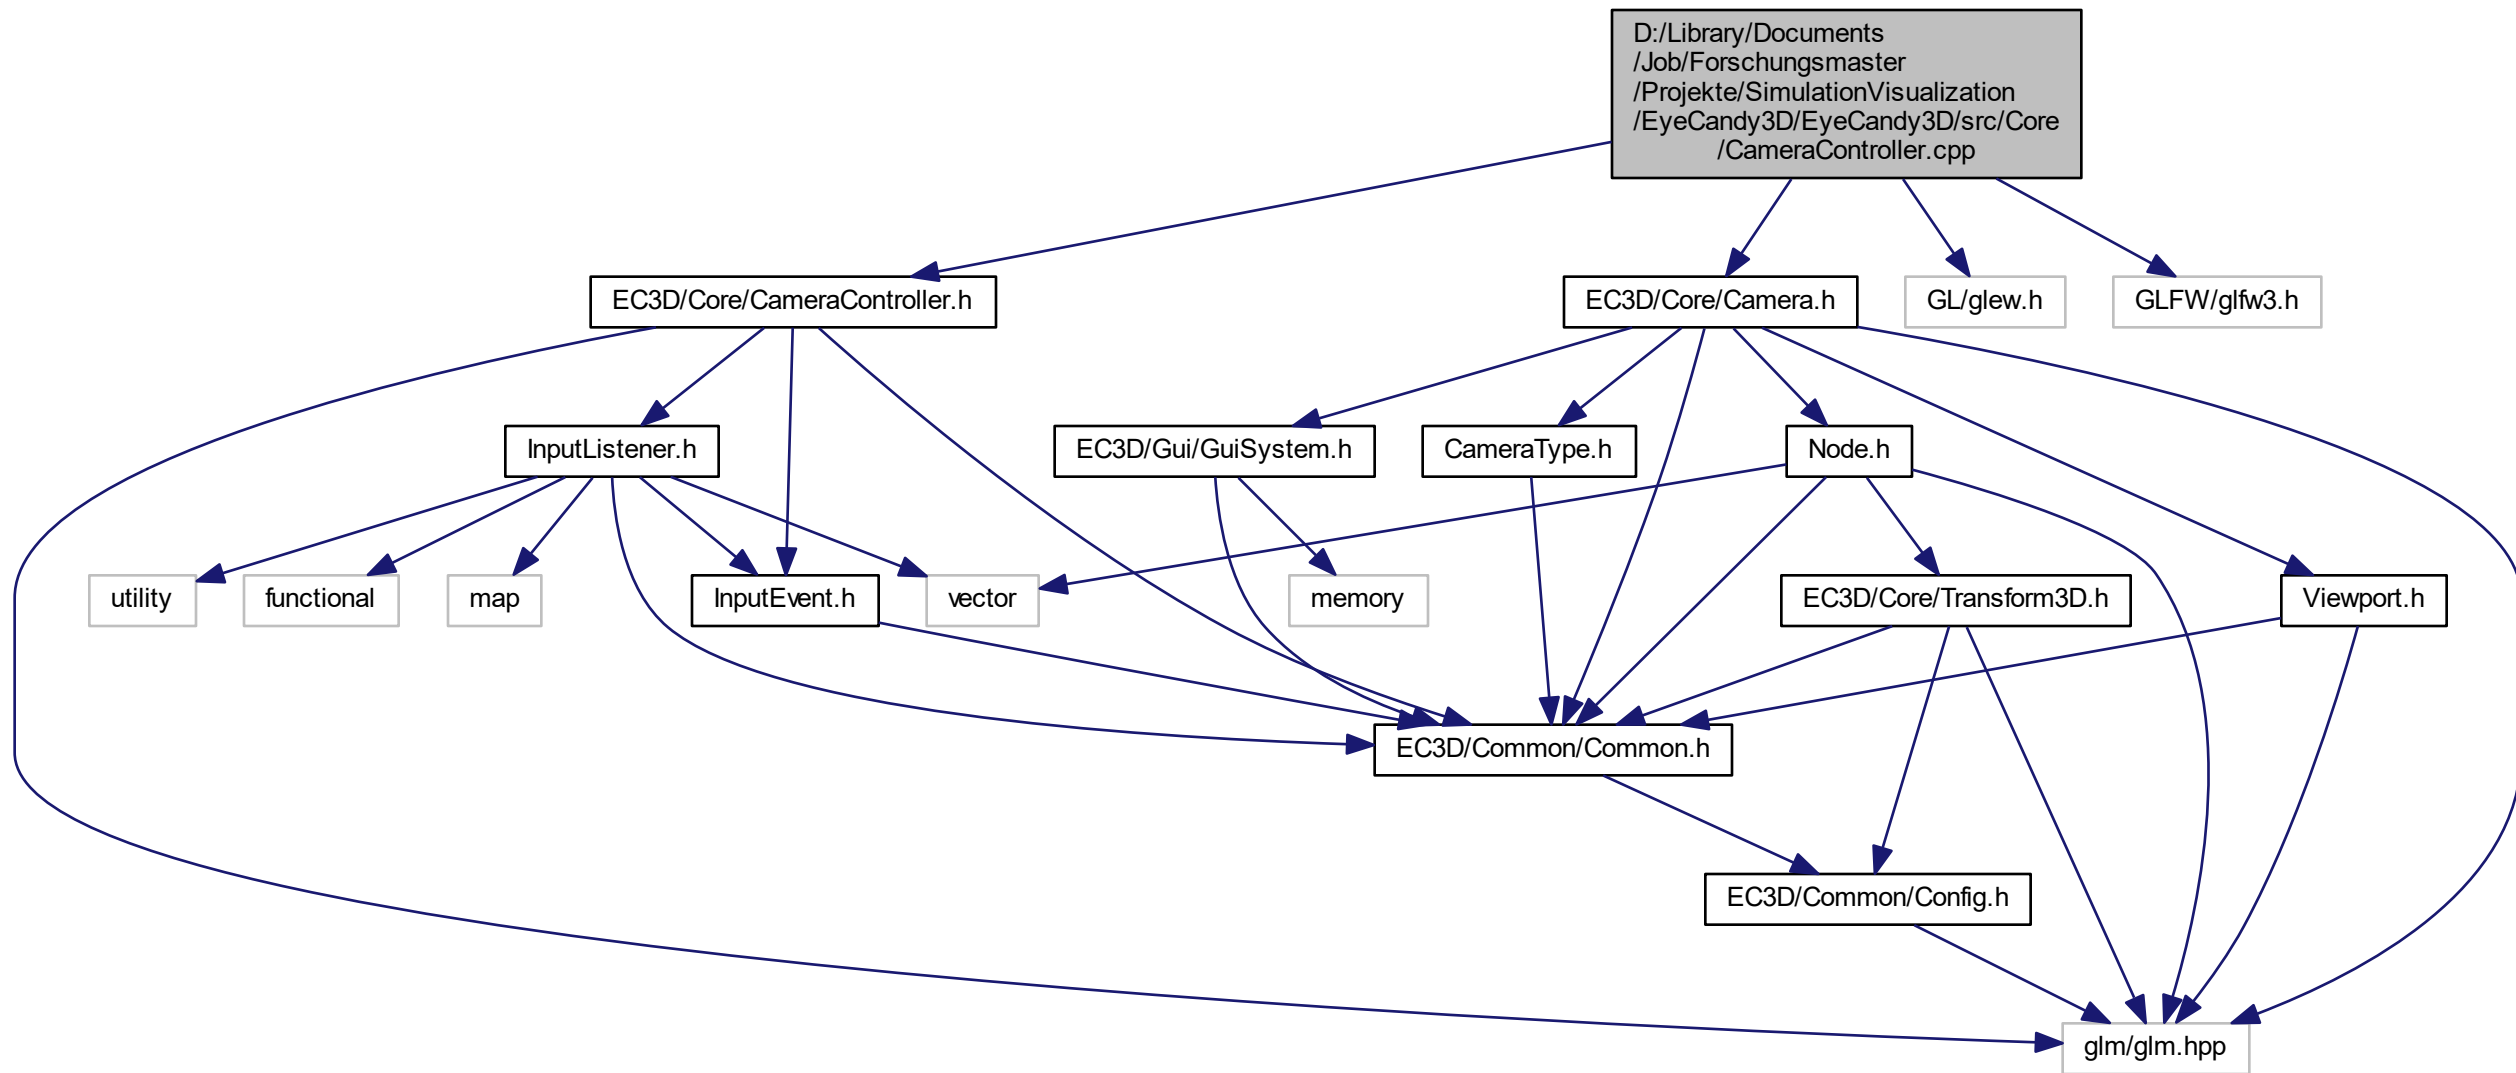 D:/Library/Documents
/Job/Forschungsmaster
/Projekte/SimulationVisualization
/EyeCandy3D/EyeCandy3D/src/Core
/CameraController.cpp
EC3D/Core/CameraController.h
EC3D/Core/Camera.h
GL/glew.h
GLFW/glfw3.h
InputListener.h
EC3D/Gui/GuiSystem.h
CameraType.h
Node.h
utility
functional
map
InputEvent.h
vector
memory
EC3D/Core/Transform3D.h
Viewport.h
EC3D/Common/Common.h
EC3D/Common/Config.h
glm/glm.hpp